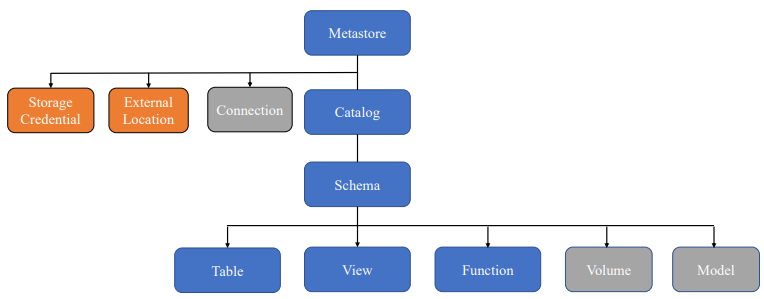 Metastore
Storage
Credential
External
Location
Connection
Catalog
Schema
Table
View
Function
Volume
Model